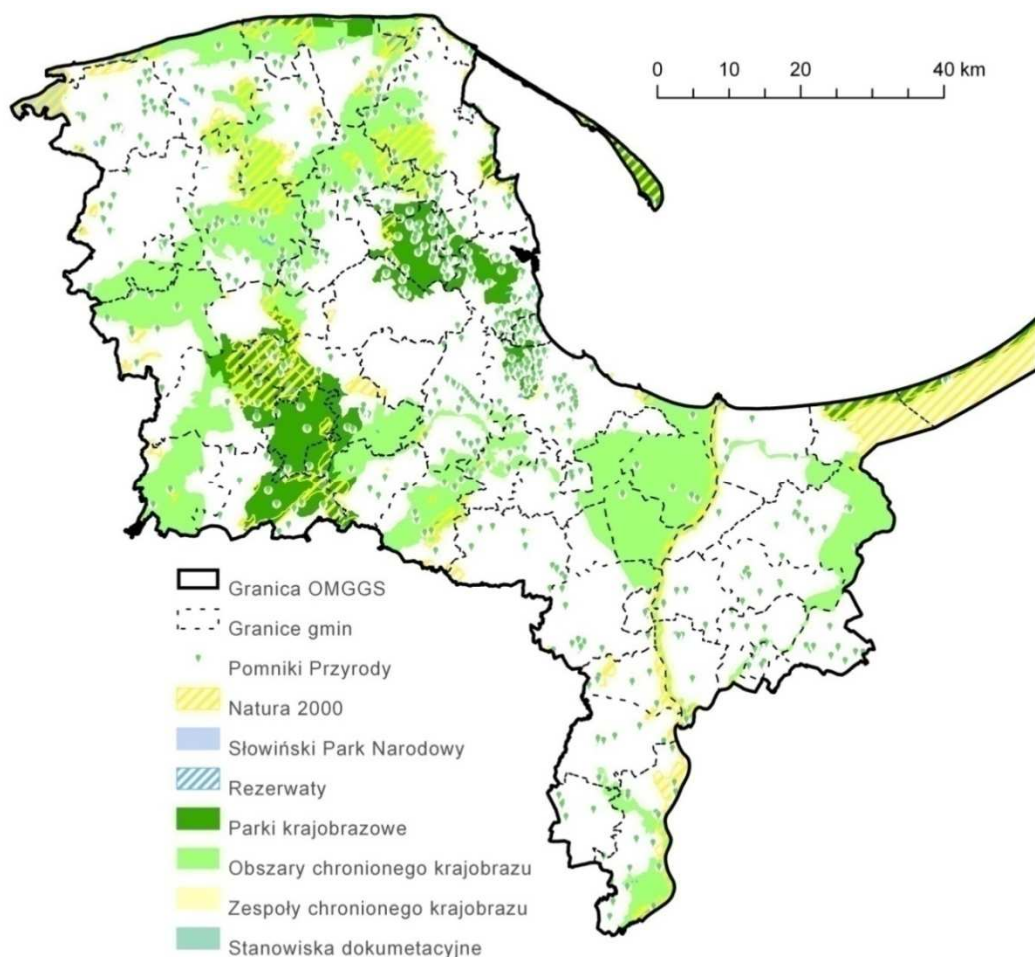 0 10 20 40 km
Granica OMGGS
Granice gmin
Pomniki Przyrody
Natura 2000
Słowiński Park Narodowy
Rezerwaty
Parki krajobrazowe
Obszary chronionego krajobrazu
Zespoły chronionego krajobrazu
Stanowiska dokumetacyjne